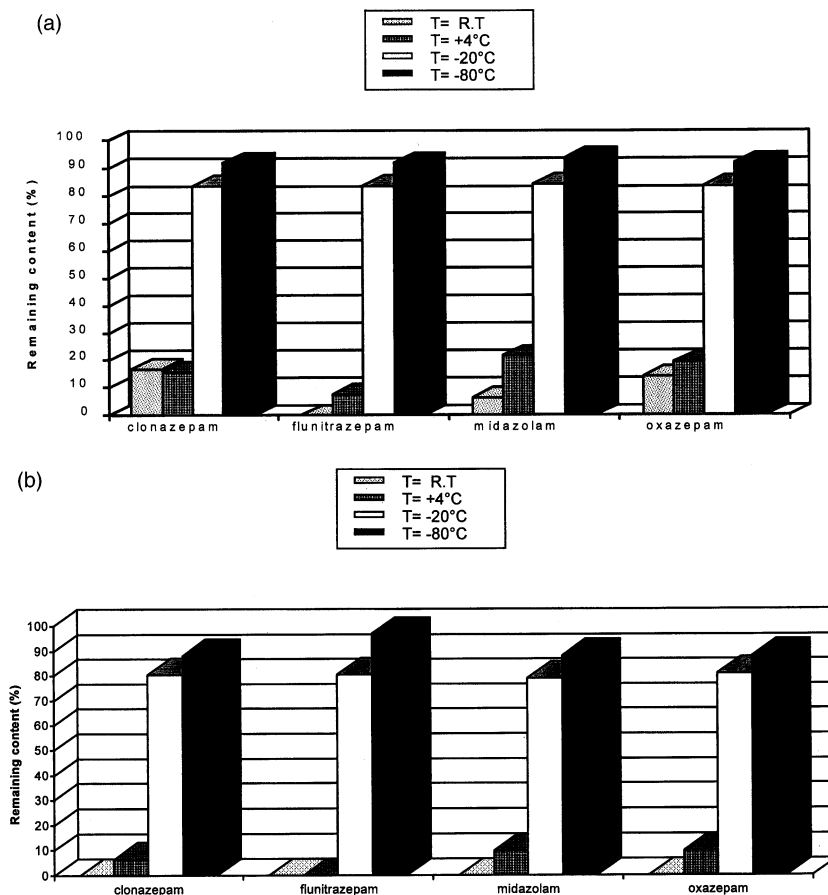 (a)
T= R.T
T= +4°C
T= -20°C
T= -80°C
Remaining content (%)
100
90
80
70
60
50
40
30
20
10
0
clonazepam
flunitrazepam
midazolam
oxazepam
(b)
T= R.T
T= +4°C
T= -20°C
T= -80°C
Remaining content (%)
100
90
80
70
60
50
40
30
20
10
0
clonazepam
flunitrazepam
midazolam
oxazepam